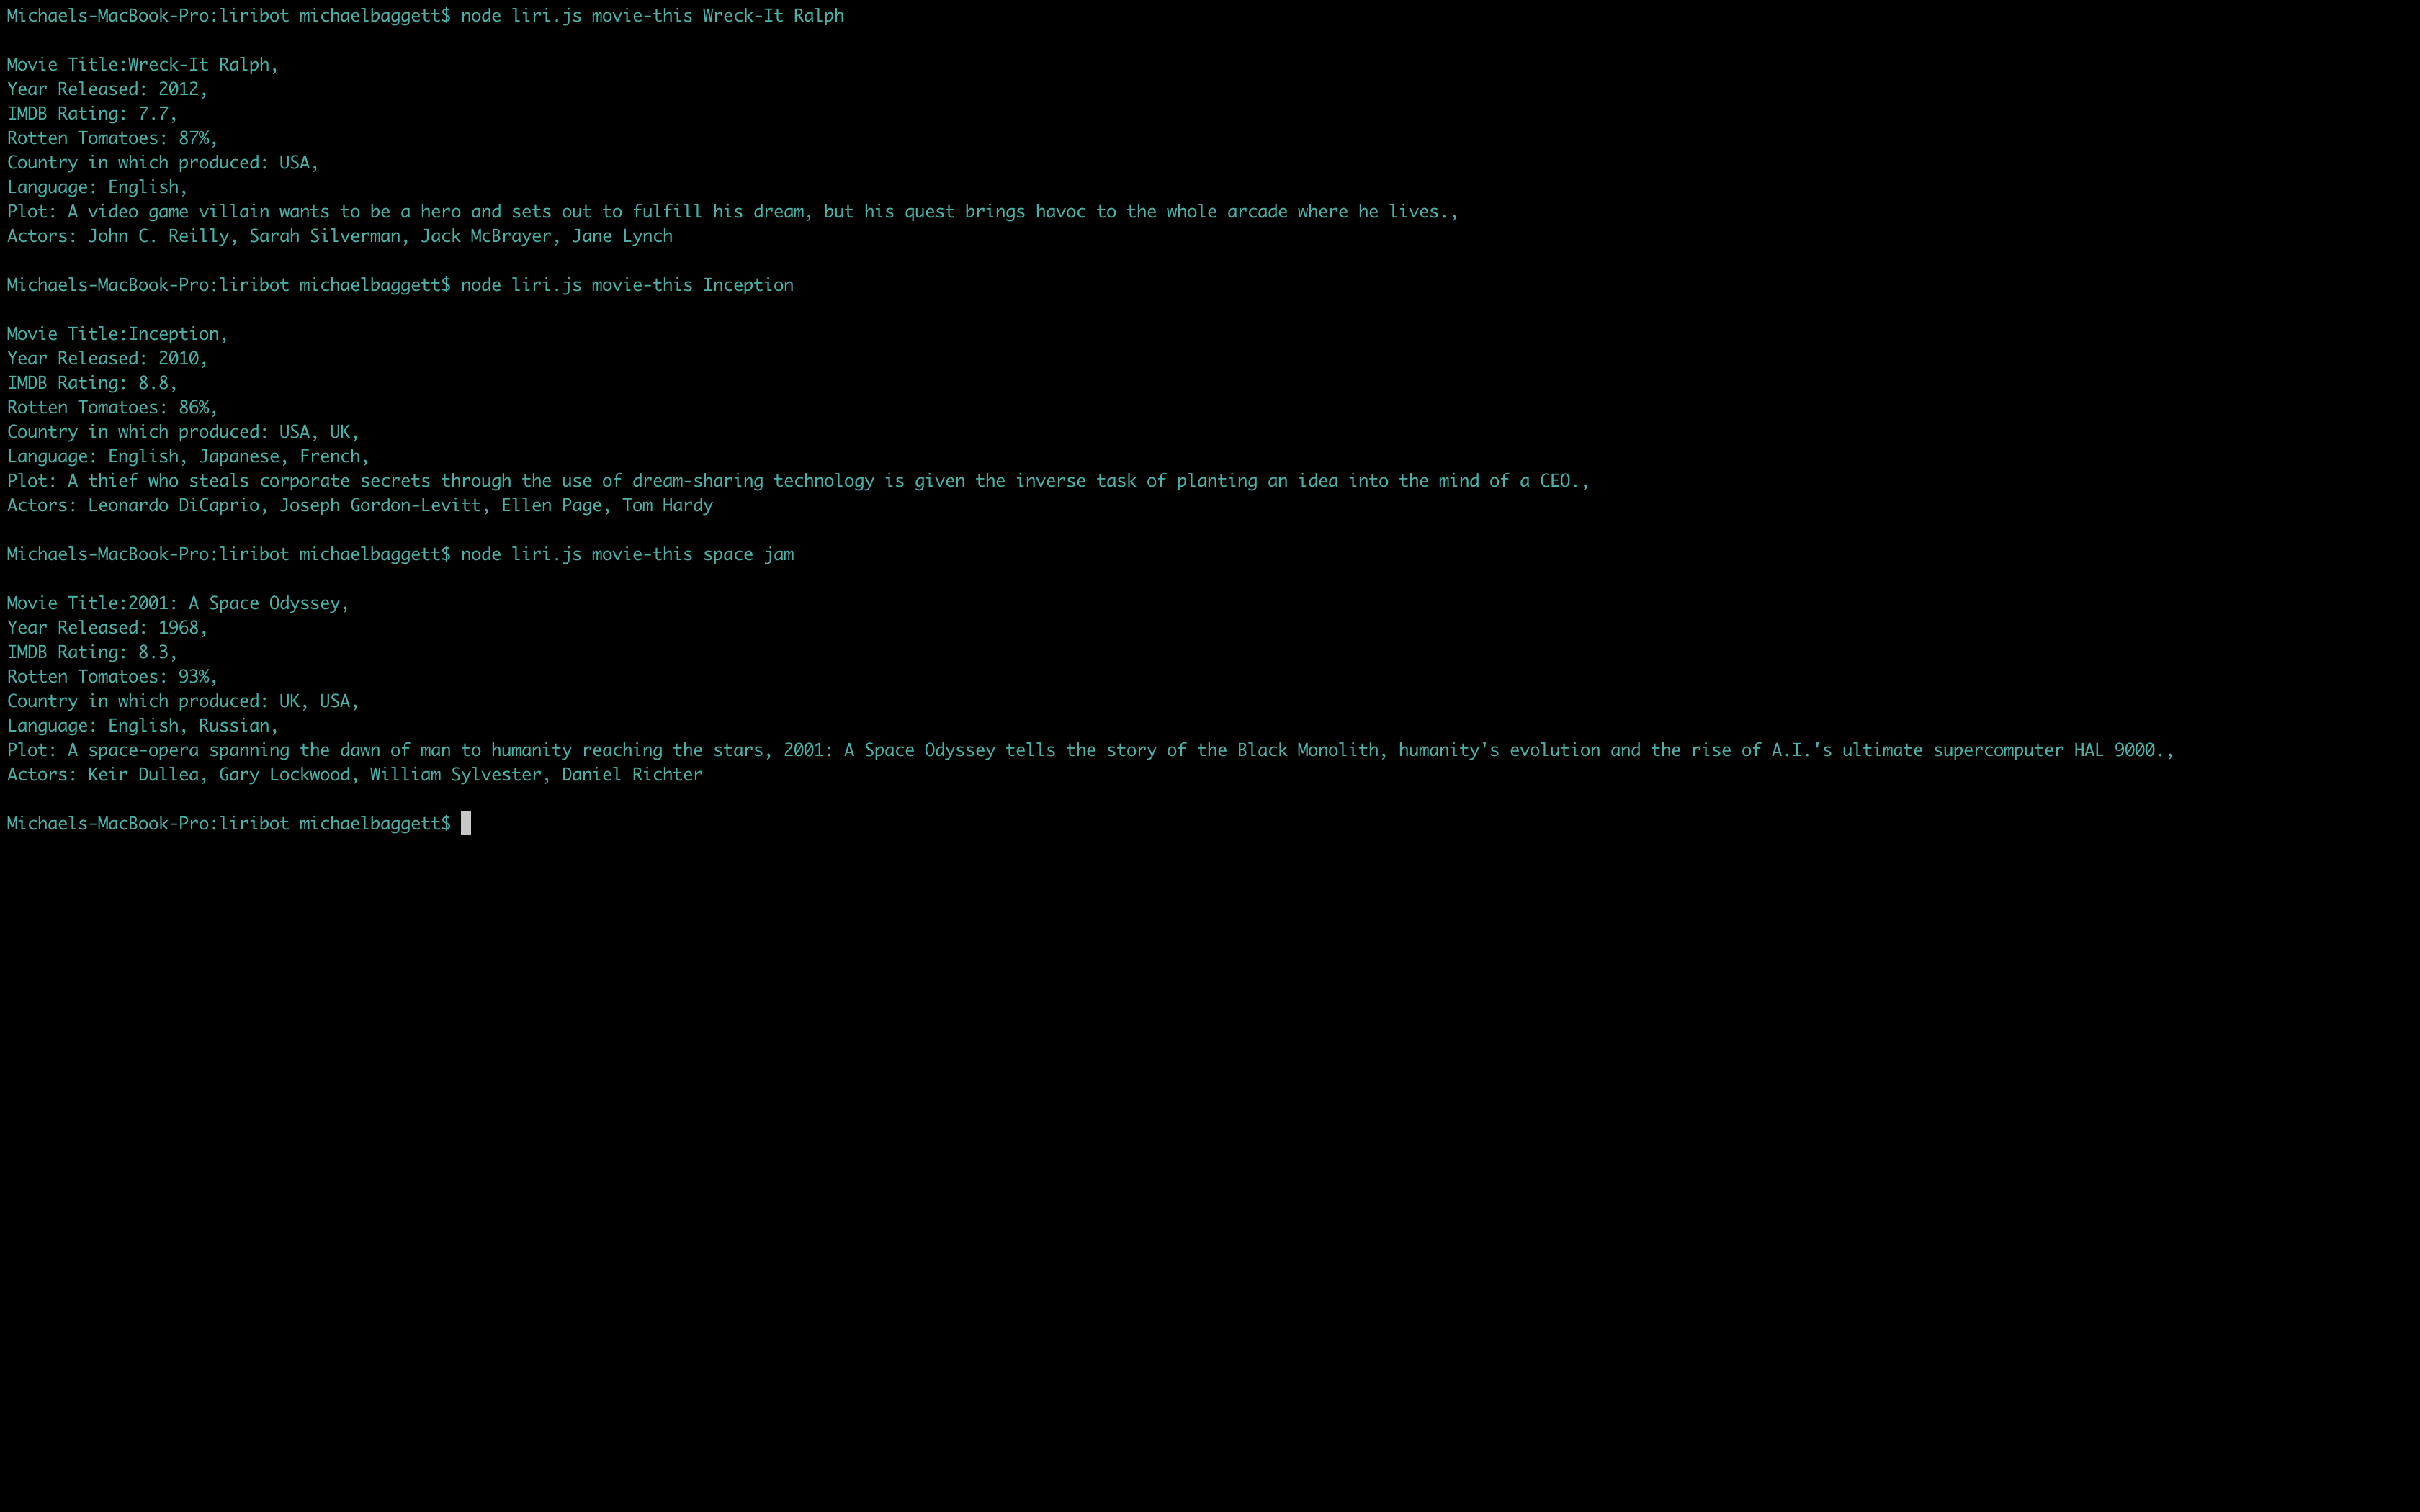 Michaels-MacBook-Pro:liribot michaelbaggett$ node liri.js movie-this Wreck-It Ralph
Movie Title:Wreck-It Ralph,
Year Released: 2012,
IMDB Rating: 7.7,
Rotten Tomatoes: 87%,
Country in which produced: USA,
Language: English,
Plot: A video game villain wants to be a hero and sets out to fulfill his dream, but his quest brings havoc to the whole arcade where he lives.,
Actors: John C. Reilly, Sarah Silverman, Jack McBrayer, Jane Lynch
Michaels-MacBook-Pro:liribot michaelbaggett$ node liri.js movie-this Inception
Movie Title:Inception,
Year Released: 2010,
IMDB Rating: 8.8,
Rotten Tomatoes: 86%,
Country in which produced: USA, UK,
Language: English, Japanese, French,
Plot: A thief who steals corporate secrets through the use of dream-sharing technology is given the inverse task of planting an idea into the mind of a CEO.,
Actors: Leonardo DiCaprio, Joseph Gordon-Levitt, Ellen Page, Tom Hardy
Michaels-MacBook-Pro:liribot michaelbaggett$ node liri.js movie-this space jam
Movie Title:2001: A Space Odyssey,
Year Released: 1968,
IMDB Rating: 8.3,
Rotten Tomatoes: 93%,
Country in which produced: UK, USA,
Language: English, Russian,
Plot: A space-opera spanning the dawn of man to humanity reaching the stars, 2001: A Space Odyssey tells the story of the Black Monolith, humanity's evolution and the rise of A.I.'s ultimate supercomputer HAL 9000.,
Actors: Keir Dullea, Gary Lockwood, William Sylvester, Daniel Richter
Michaels-MacBook-Pro:liribot michaelbaggett$